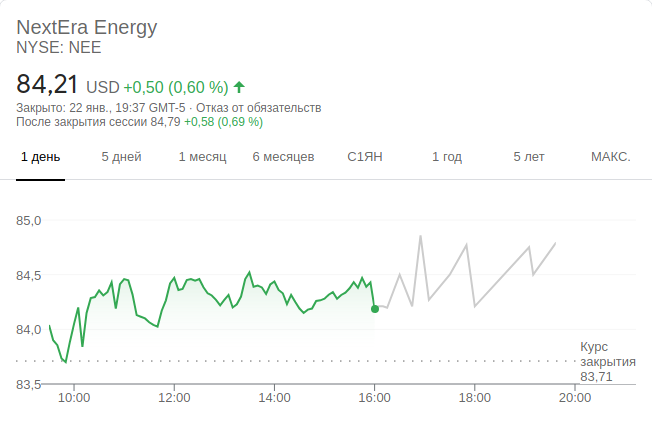 NextEra Energy
NYSE: NEE
84,21 USD +0,50 (0,60 %)
Закрыто: 22 янв., 19:37 GMT-5 · Отказ от обязательств
После закрытия сессии 84,79 +0,58 (0,69 %)
1 день 5 дней 1 месяц 6 месяцев С1ЯН 1 год 5 лет МАКС.
85,0
84,5
84,0
Курс
закрытия
83,71
83,5
10:00 12:00 14:00 16:00 18:00 20:00